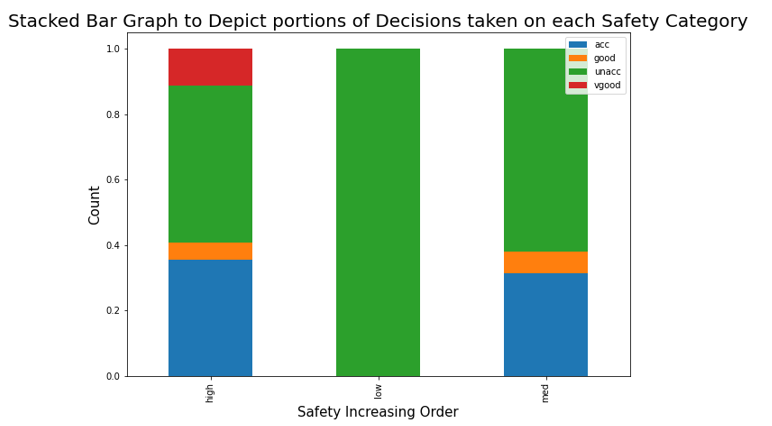 Stacked Bar Graph to Depict portions of Decisions taken on each Safety Category
acc
good
unacc
vgood
1.0
0.8
0.6
0.4
0.2
0.0
Count
high
low
med
Safety Increasing Order